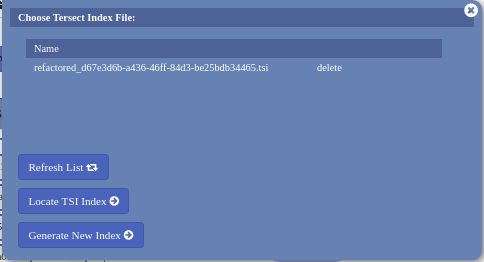 Choose Tersect Index File:
Name
refactored_d67e3d6b-a436-46ff-84d3-be25bdb34465.tsi delete
Refresh List
Locate TSI Index
Generate New Index